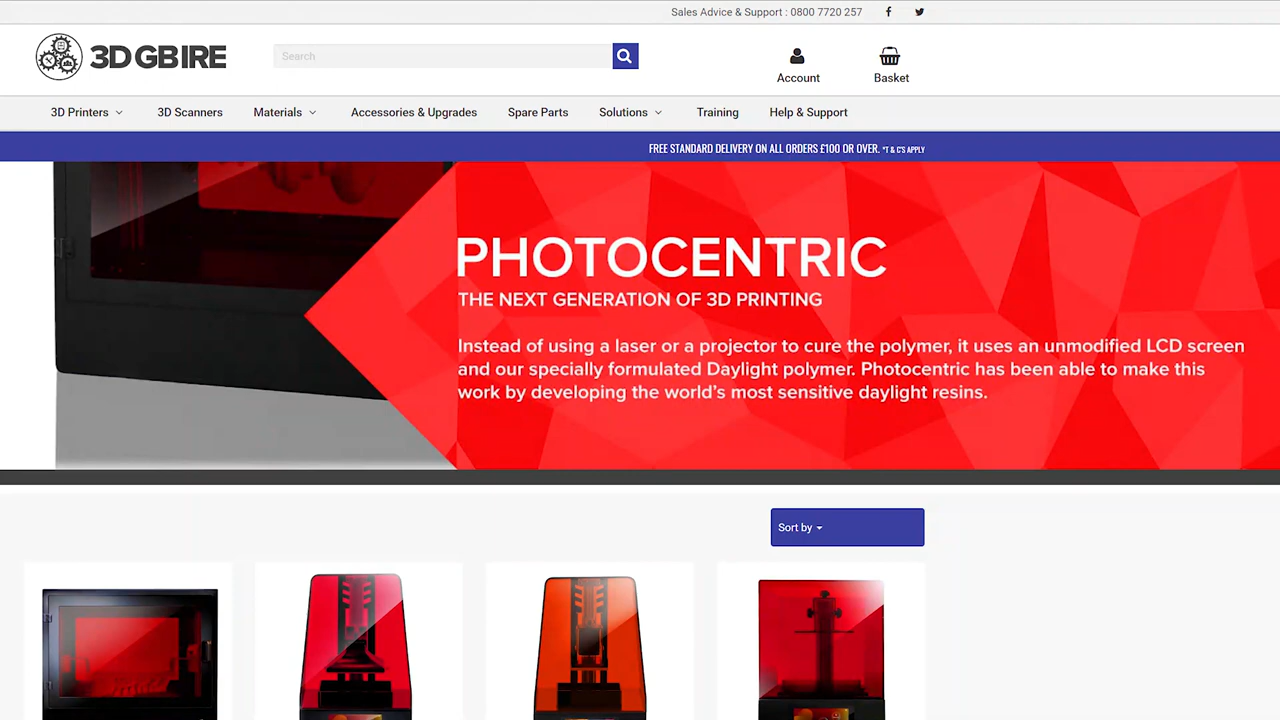 Sales Advice & Support : 0800 7720 257
3D GBIRE
Search
Account
Basket
3D Printers
3D Scanners
Materials
Accessories & Upgrades
Spare Parts
Solutions
Training
Help & Support
FREE STANDARD DELIVERY ON ALL ORDERS £100 OR OVER. *T & C'S APPLY
PHOTOCENTRIC
THE NEXT GENERATION OF 3D PRINTING
Instead of using a laser or a projector to cure the polymer, it uses an unmodified LCD screen
and our specially formulated Daylight polymer. Photocentric has been able to make this
work by developing the world's most sensitive daylight resins.
Sort by